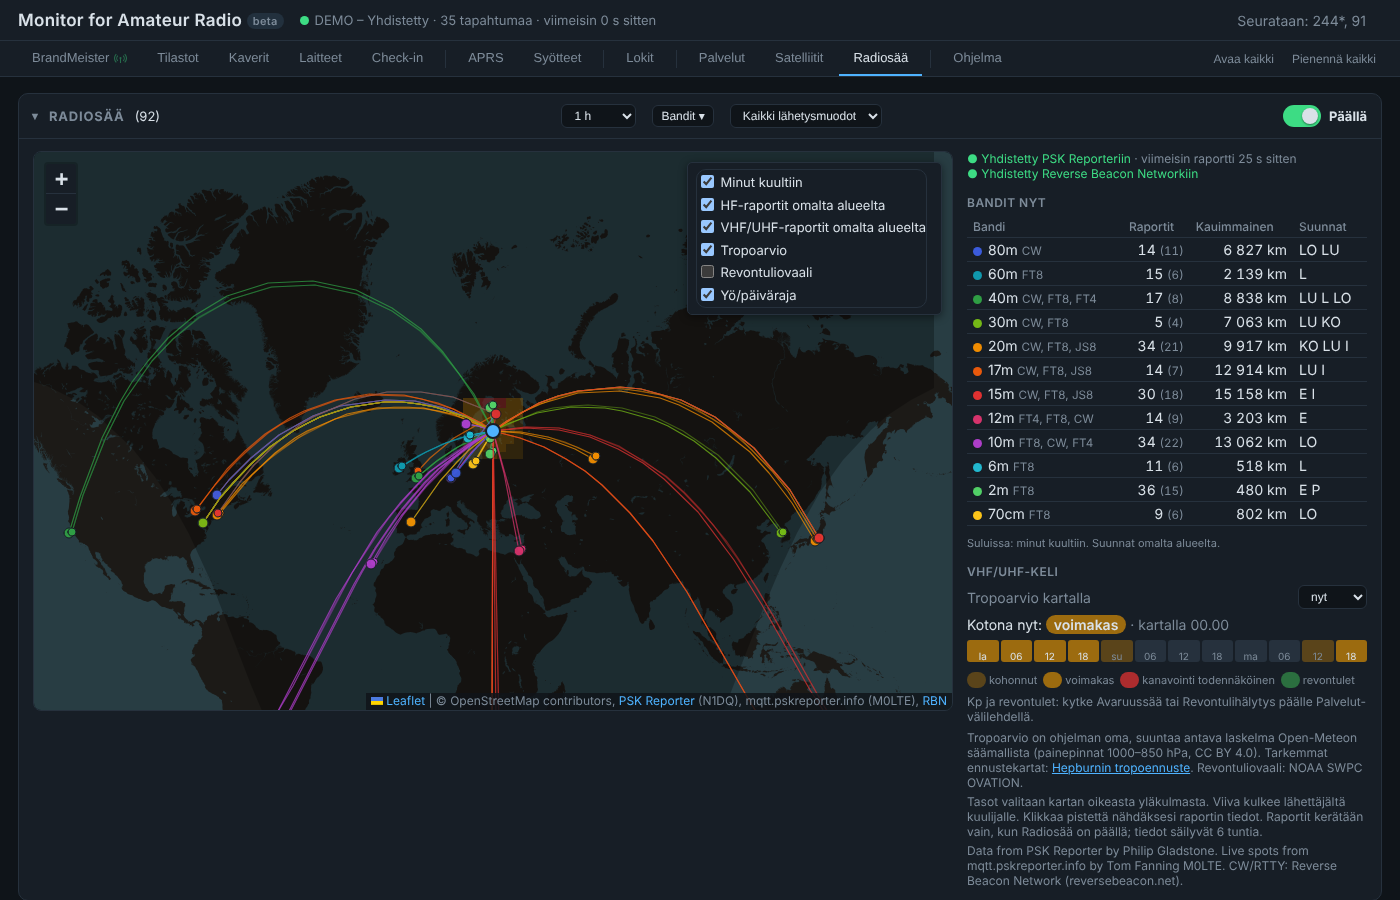 Monitor for Amateur Radio beta DEMO – Yhdistetty · 35 tapahtumaa · viimeisin 0 s sitten Seurataan: 244*, 91
BrandMeister Tilastot Kaverit Laitteet Check-in APRS Syötteet Lokit Palvelut Satelliitit Radiosää Ohjelma Avaa kaikki Pienennä kaikki
▼ RADIOSÄÄ (92) 1 h Bandit ▾ Kaikki lähetysmuodot Päällä
+
−
Minut kuultiin
HF-raportit omalta alueelta
VHF/UHF-raportit omalta alueelta
Tropoarvio
Revontuliovaali
Yö/päiväraja
Leaflet | © OpenStreetMap contributors, PSK Reporter (N1DQ), mqtt.pskreporter.info (M0LTE), RBN
Yhdistetty PSK Reporteriin · viimeisin raportti 25 s sitten
Yhdistetty Reverse Beacon Networkiin
BANDIT NYT
Bandi Raportit Kauimmainen Suunnat
80m CW 14 (11) 6 827 km LO LU
60m FT8 15 (6) 2 139 km L
40m CW, FT8, FT4 17 (8) 8 838 km LU L LO
30m CW, FT8 5 (4) 7 063 km LU KO
20m CW, FT8, JS8 34 (21) 9 917 km KO LU I
17m CW, FT8, JS8 14 (7) 12 914 km LU I
15m CW, FT8, JS8 30 (18) 15 158 km E I
12m FT4, FT8, CW 14 (9) 3 203 km E
10m FT8, CW, FT4 34 (22) 13 062 km LO
6m FT8 11 (6) 518 km L
2m FT8 36 (15) 480 km E P
70cm FT8 9 (6) 802 km LO
Suluissa: minut kuultiin. Suunnat omalta alueelta.
VHF/UHF-KELI
Tropoarvio kartalla nyt
Kotona nyt: voimakas · kartalla 00.00
la 06 12 18 su 06 12 18 ma 06 12 18
kohonnut voimakas kanavointi todennäköinen revontulet
Kp ja revontulet: kytke Avaruussää tai Revontulihälytys päälle Palvelut-
välilehdellä.
Tropoarvio on ohjelman oma, suuntaa antava laskelma Open-Meteon
säämallista (painepinnat 1000–850 hPa, CC BY 4.0). Tarkemmat
ennustekartat: Hepburnin tropoennuste. Revontuliovaali: NOAA SWPC
OVATION.
Tasot valitaan kartan oikeasta yläkulmasta. Viiva kulkee lähettäjältä
kuulijalle. Klikkaa pistettä nähdäksesi raportin tiedot. Raportit kerätään
vain, kun Radiosää on päällä; tiedot säilyvät 6 tuntia.
Data from PSK Reporter by Philip Gladstone. Live spots from
mqtt.pskreporter.info by Tom Fanning M0LTE. CW/RTTY: Reverse
Beacon Network (reversebeacon.net).